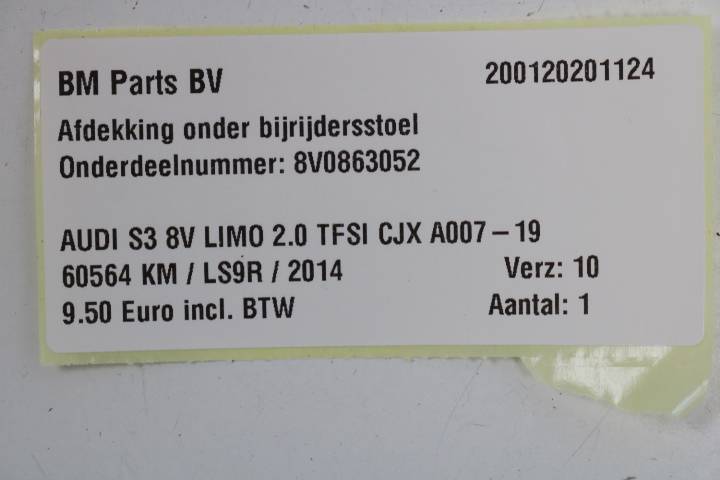 BM Parts BV 200120201124
Afdekking onder bijrijdersstoel
Onderdeelnummer: 8V0863052
AUDI S3 8V LIMO 2.0 TFSI CJX A007-19
60564 KM / LS9R / 2014 Verz: 10
9.50 Euro incl. BTW Aantal: 1